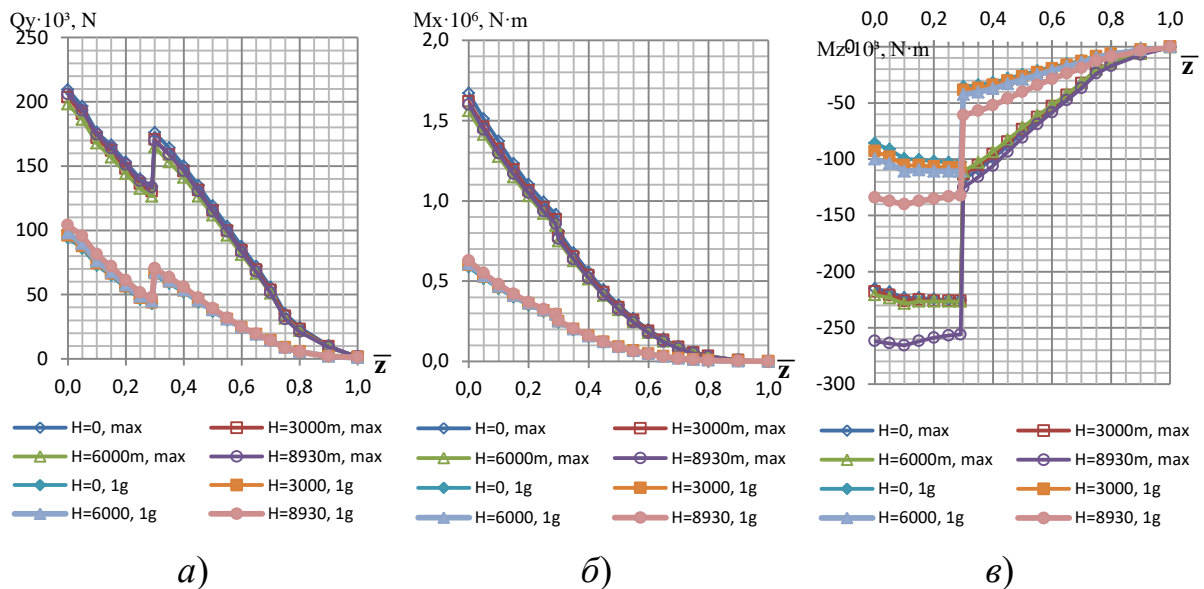 Qy·10³, N
250
200
150
100
50
0
0,0 0,2 0,4 0,6 0,8 1,0
z
H=0, max
H=3000m, max
H=6000m, max
H=8930m, max
H=0, 1g
H=3000, 1g
H=6000, 1g
H=8930, 1g
а)
Mx·10⁶, N·m
2,0
1,5
1,0
0,5
0,0
0,0 0,2 0,4 0,6 0,8 1,0
z
H=0, max
H=3000m, max
H=6000m, max
H=8930m, max
H=0, 1g
H=3000, 1g
H=6000, 1g
H=8930, 1g
б)
0,0 0,2 0,4 0,6 0,8 1,0
Mz·10³, N·m
z
-0
-50
-100
-150
-200
-250
-300
H=0, max
H=3000m, max
H=6000m, max
H=8930m, max
H=0, 1g
H=3000, 1g
H=6000, 1g
H=8930, 1g
в)